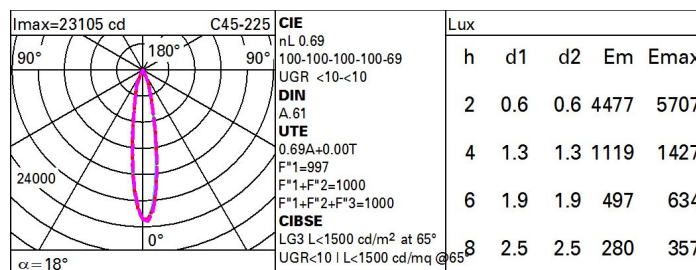 Imax=23105 cd C45-225
90° 180° 90°
24000
0°
α=18°
CIE
nL 0.69
100-100-100-100-69
UGR <10-<10
DIN
A.61
UTE
0.69A+0.00T
F"1=997
F"1+F"2=1000
F"1+F"2+F"3=1000
CIBSE
LG3 L<1500 cd/m² at 65°
UGR<10 | L<1500 cd/mq @65°
Lux
h d1 d2 Em Emax
2 0.6 0.6 4477 5707
4 1.3 1.3 1119 1427
6 1.9 1.9 497 634
8 2.5 2.5 280 357